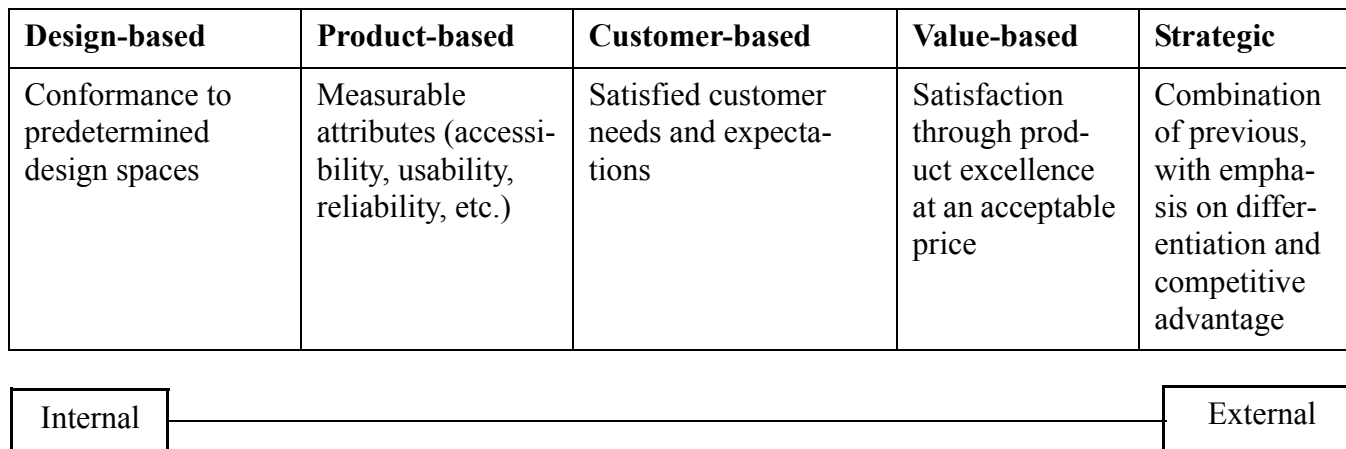 Design-based
Conformance to
predetermined
design spaces
Product-based
Measurable
attributes (accessi-
bility, usability,
reliability, etc.)
Customer-based
Satisfied customer
needs and expecta-
tions
Value-based
Satisfaction
through prod-
uct excellence
at an acceptable
price
Strategic
Combination
of previous,
with empha-
sis on differ-
entiation and
competitive
advantage
Internal
External